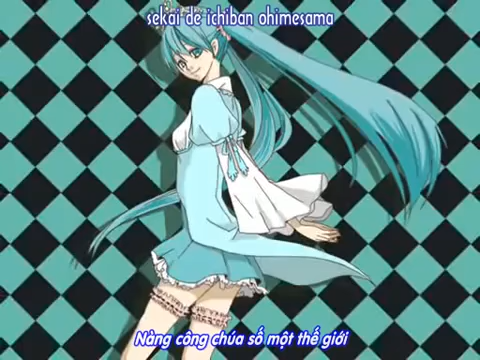 sekai de ichiban ohimesama
Nàng công chúa số một thế giới